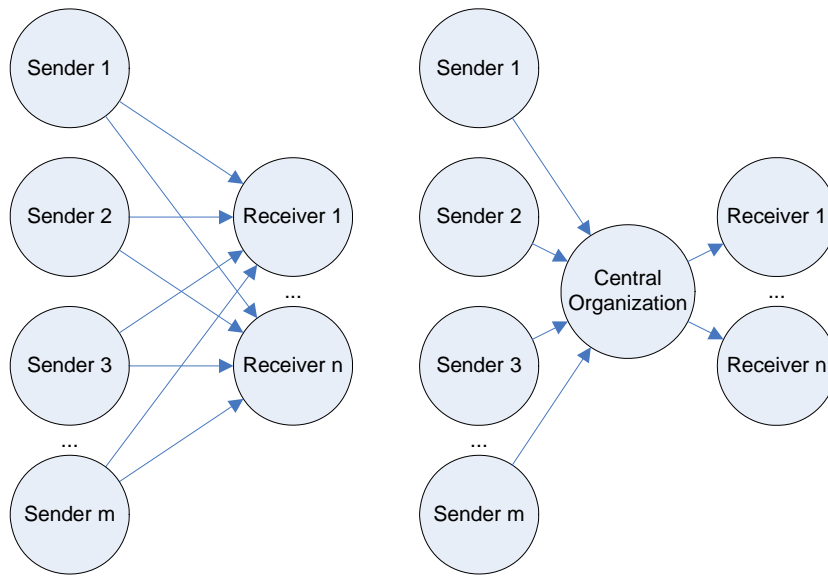 Sender 1
Sender 2
Receiver 1
...
Sender 3
Receiver n
...
Sender m
Sender 1
Sender 2
Receiver 1
Central
Organization
...
Sender 3
Receiver n
...
Sender m